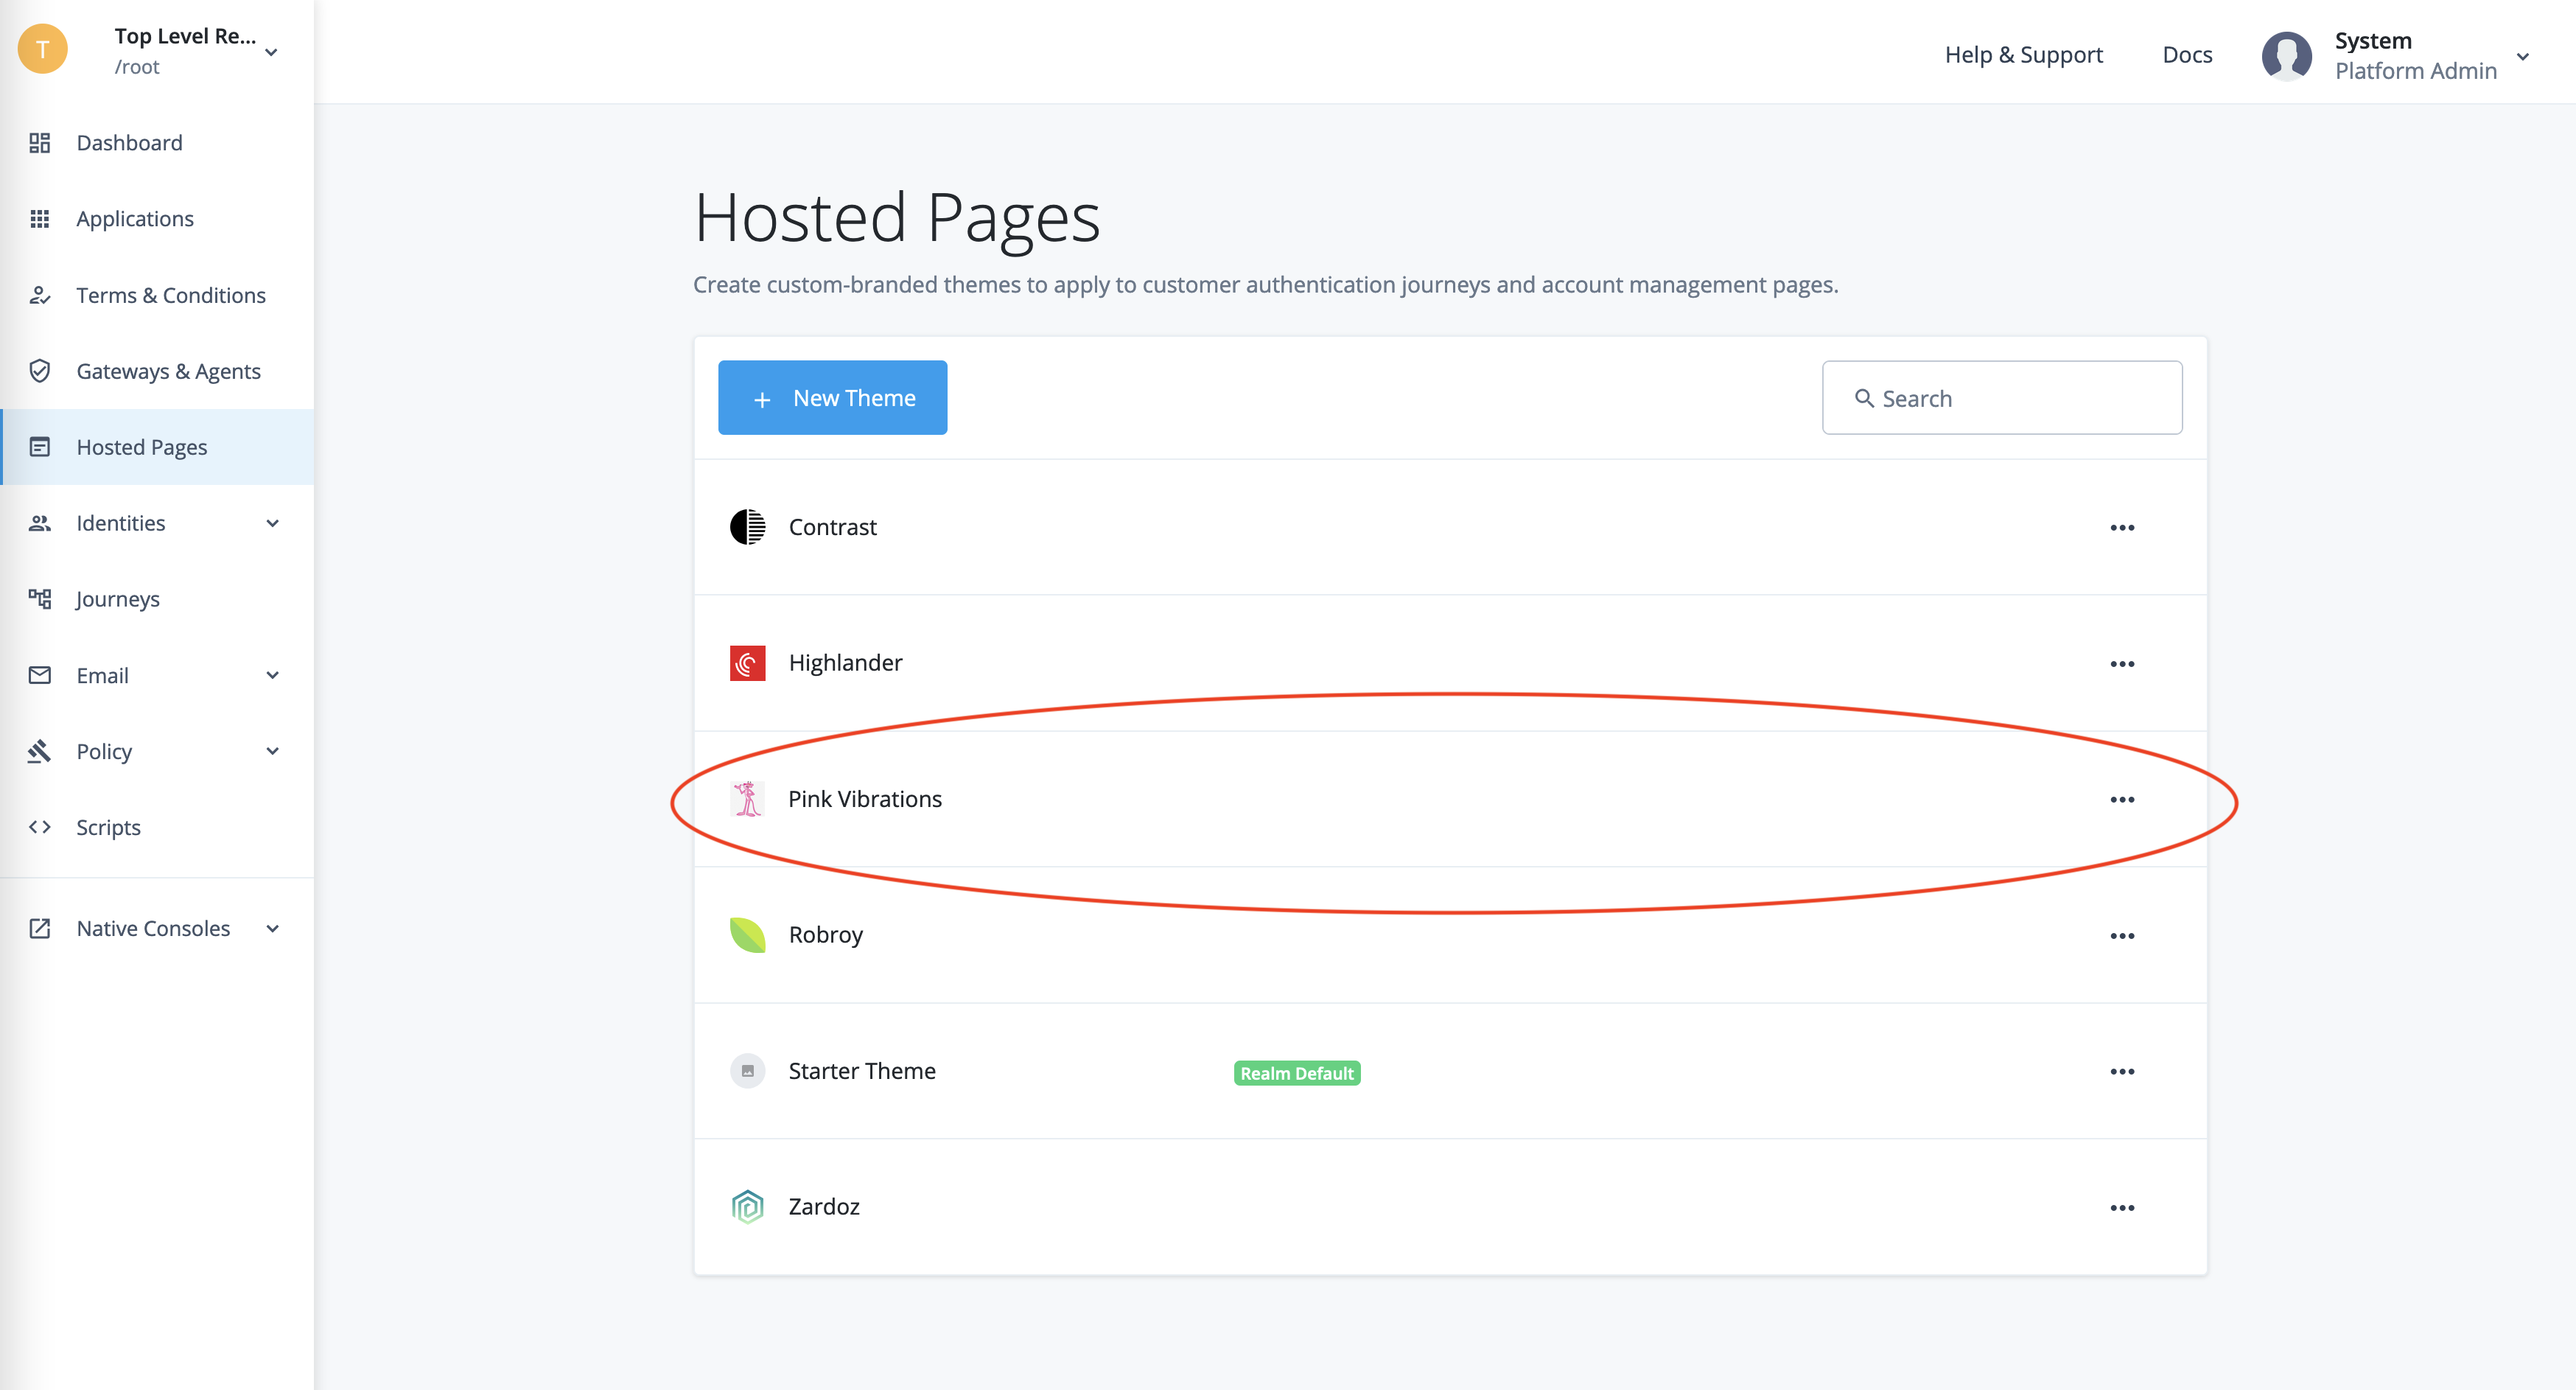 T
Top Level Re...
/root
Dashboard
Applications
Terms & Conditions
Gateways & Agents
Hosted Pages
Identities
Journeys
Email
Policy
Scripts
Native Consoles
Help & Support
Docs
System
Platform Admin
Hosted Pages
Create custom-branded themes to apply to customer authentication journeys and account management pages.
+ New Theme
Search
Contrast
Highlander
Pink Vibrations
Robroy
Starter Theme
Realm Default
Zardoz